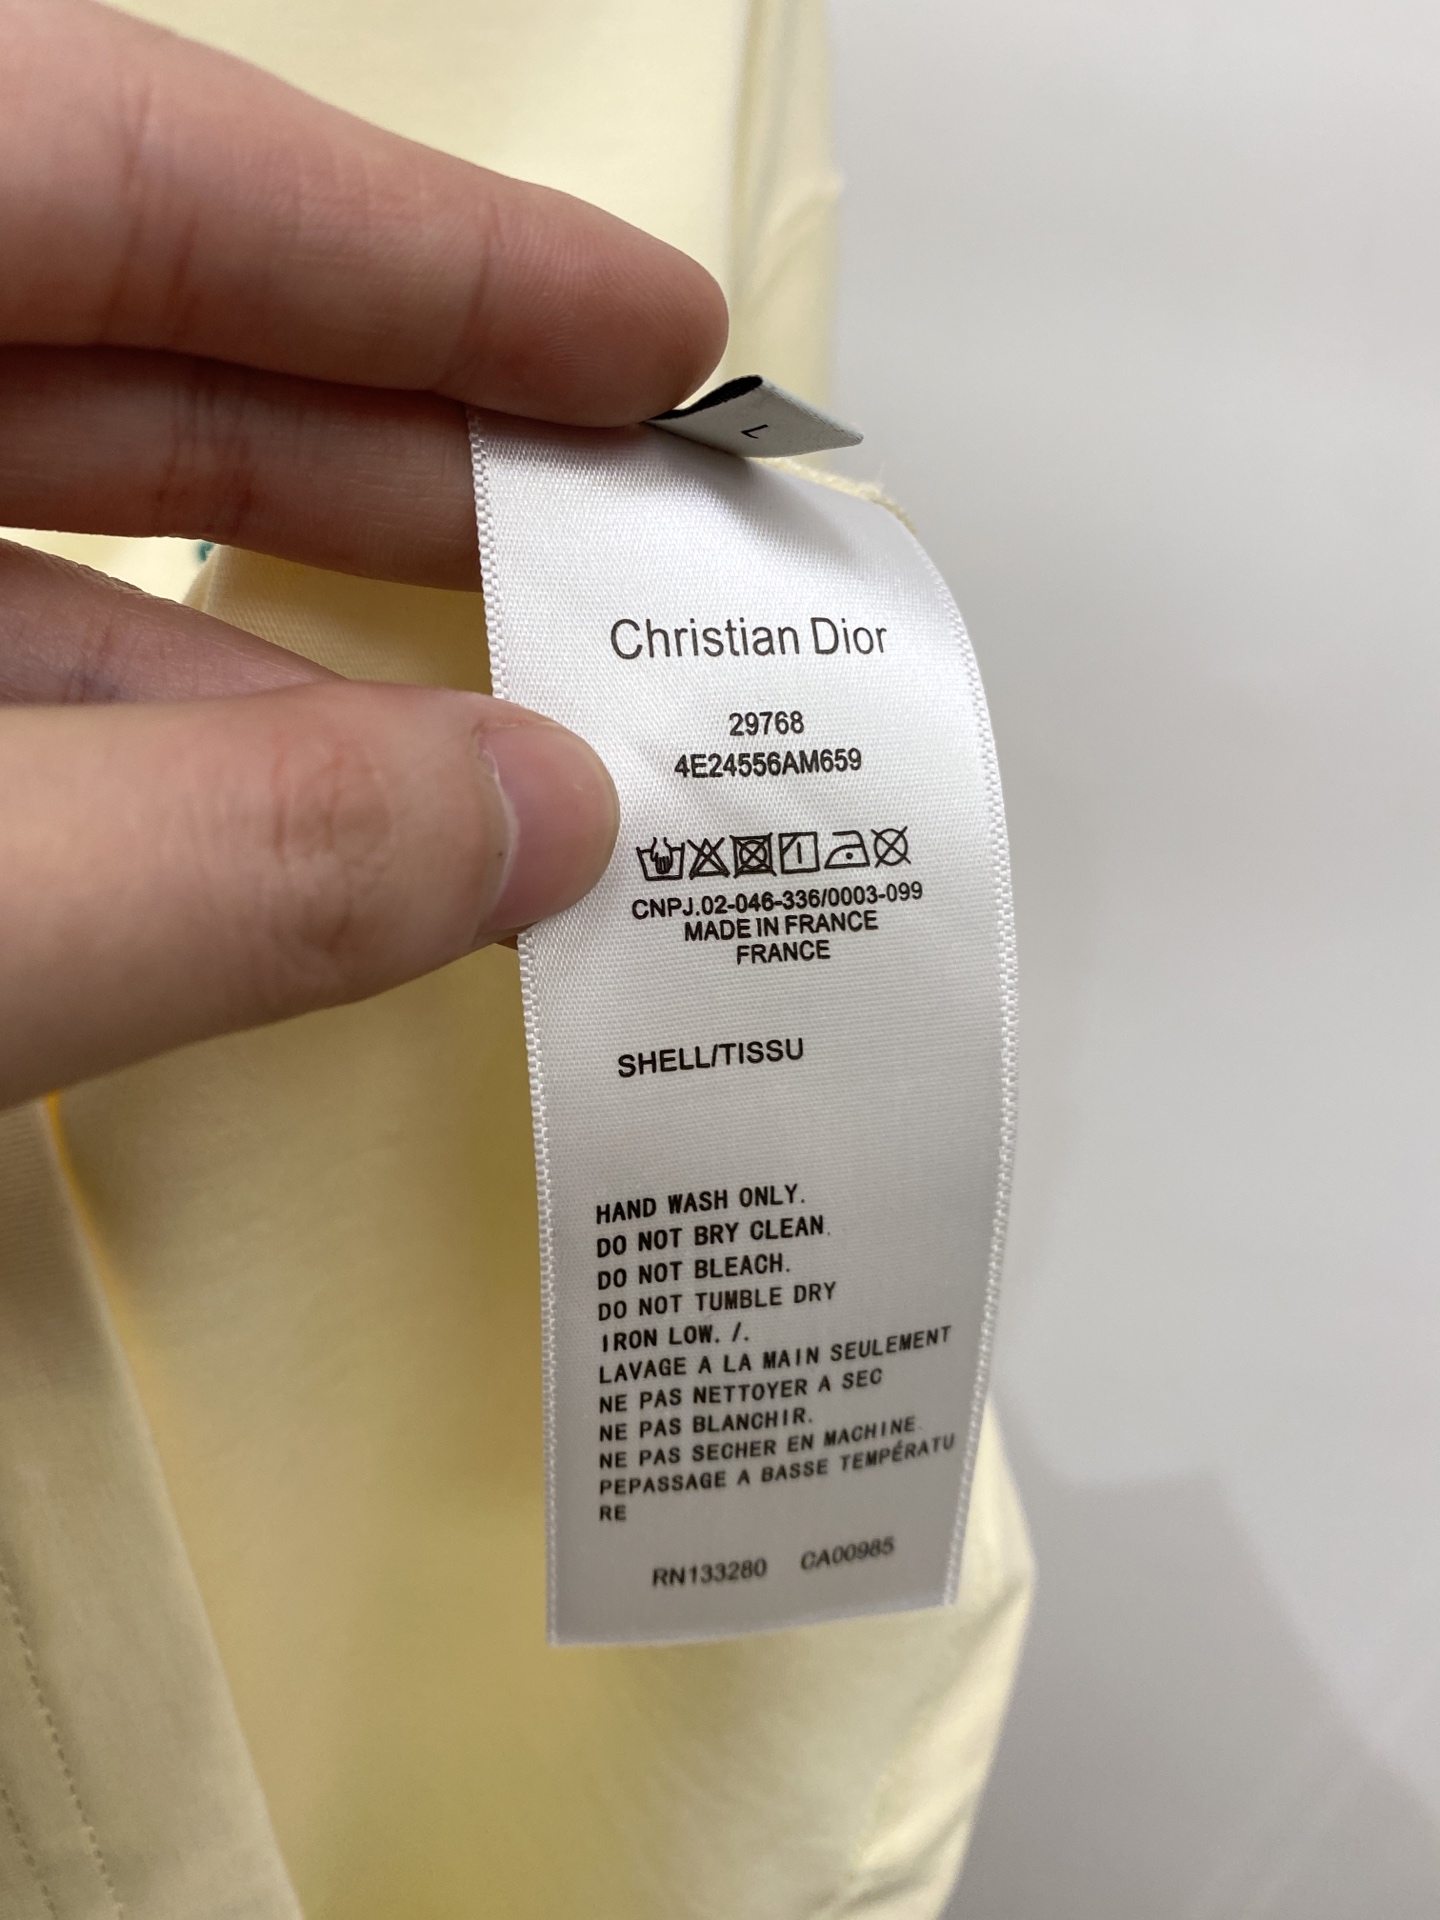 L
Christian Dior
29768
4E24556AM659
CNPJ.02-046-336/0003-099
MADE IN FRANCE
FRANCE
SHELL/TISSU
HAND WASH ONLY.
DO NOT BRY CLEAN.
DO NOT BLEACH.
DO NOT TUMBLE DRY
IRON LOW. /.
LAVAGE A LA MAIN SEULEMENT
NE PAS NETTOYER A SEC
NE PAS BLANCHIR.
NE PAS SECHER EN MACHINE.
PEPASSAGE A BASSE TEMPÉRATU
RE
RN133280 CA00985